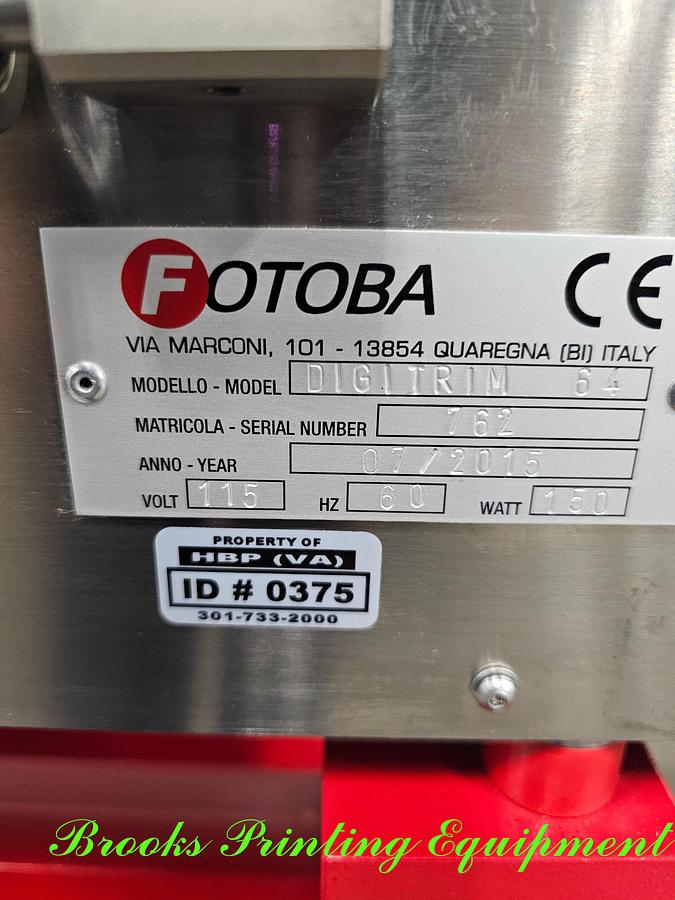 FOTOBA CE
VIA MARCONI, 101 - 13854 QUAREGNA (BI) ITALY
MODELLO - MODEL DIGITRIM 64
MATRICOLA - SERIAL NUMBER 762
ANNO - YEAR 07/2015
VOLT 115 HZ 60 WATT 150
PROPERTY OF
HBP (VA)
ID # 0375
301-733-2000
Brooks Printing Equipment